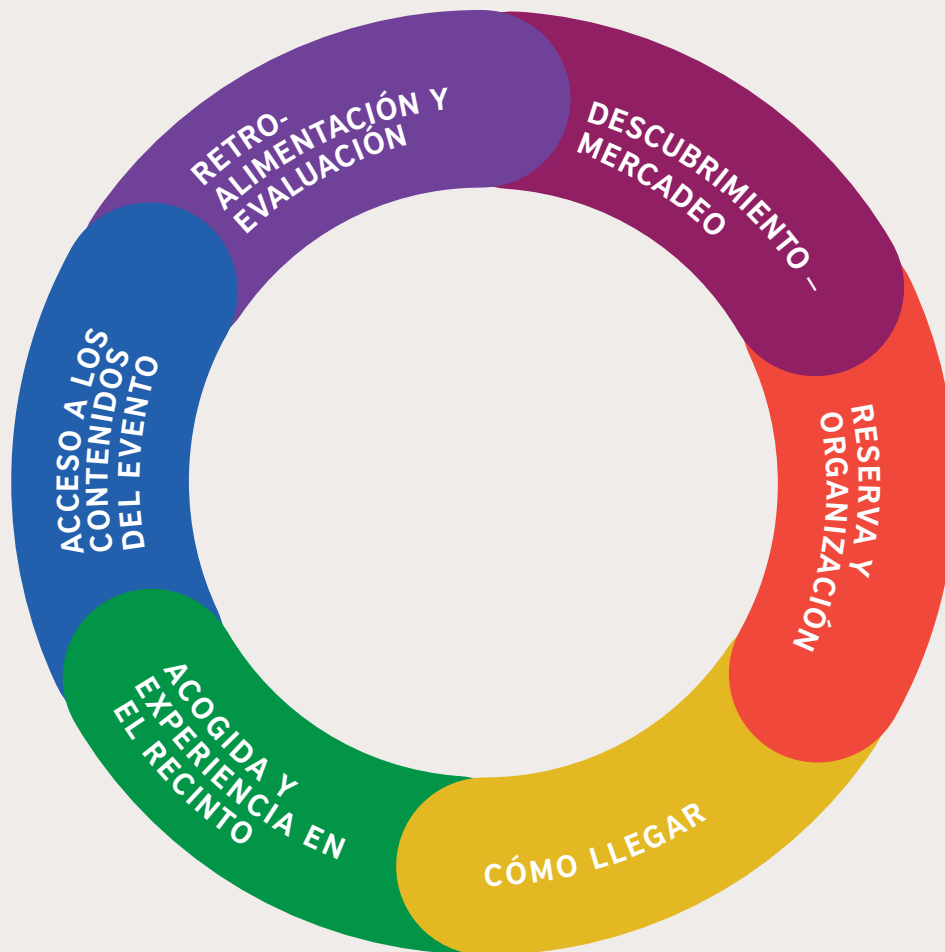 DESCUBRIMIENTO –
MERCADEO
RESERVA Y
ORGANIZACIÓN
CÓMO LLEGAR
ACOGIDA Y
EXPERIENCIA EN
EL RECINTO
ACCESO A LOS
CONTENIDOS
DEL EVENTO
RETRO-
ALIMENTACIÓN Y
EVALUACIÓN